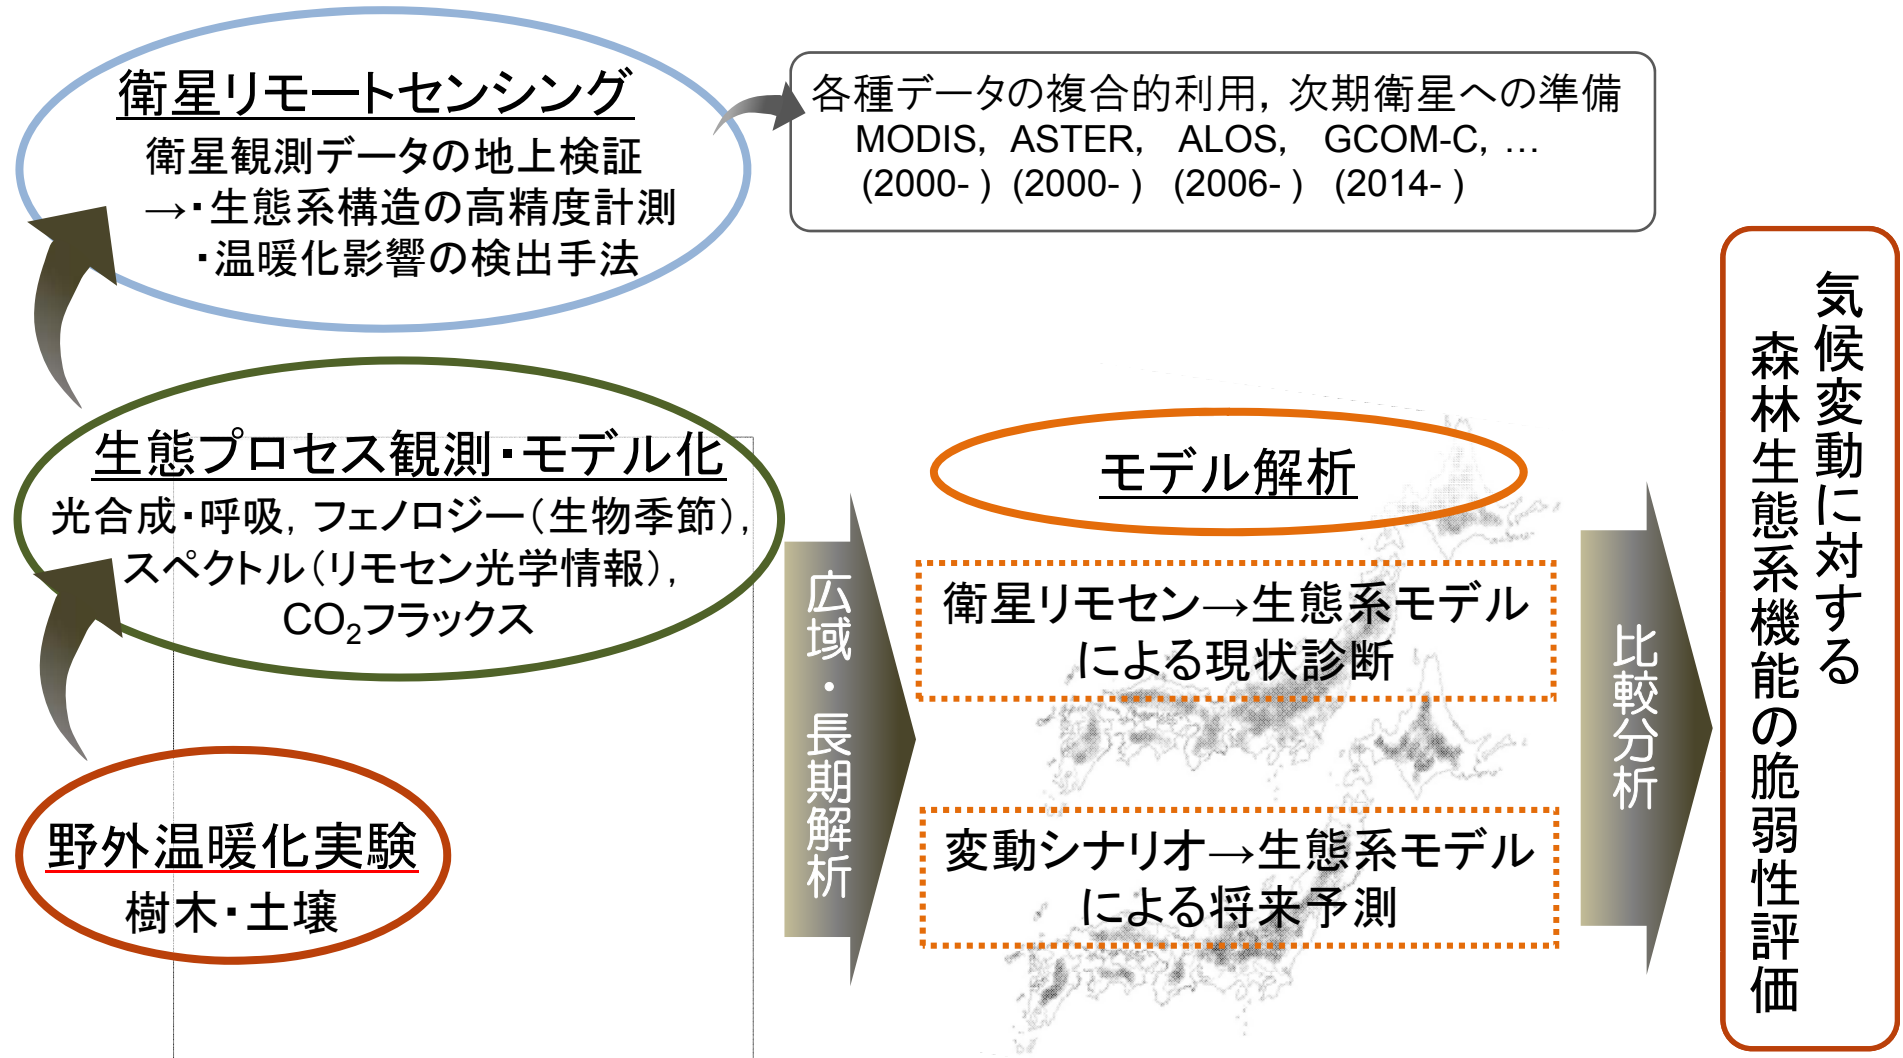 衛星リモートセンシング
衛星観測データの地上検証
→・生態系構造の高精度計測
・温暖化影響の検出手法
各種データの複合的利用，次期衛星への準備
MODIS, ASTER, ALOS, GCOM-C, …
(2000- ) (2000- ) (2006- ) (2014- )
生態プロセス観測・モデル化
光合成・呼吸，フェノロジー（生物季節），
スペクトル（リモセン光学情報），
CO₂フラックス
野外温暖化実験
樹木・土壌
広域・長期解析
モデル解析
衛星リモセン→生態系モデル
による現状診断
変動シナリオ→生態系モデル
による将来予測
比較分析
気候変動に対する
森林生態系機能の脆弱性評価